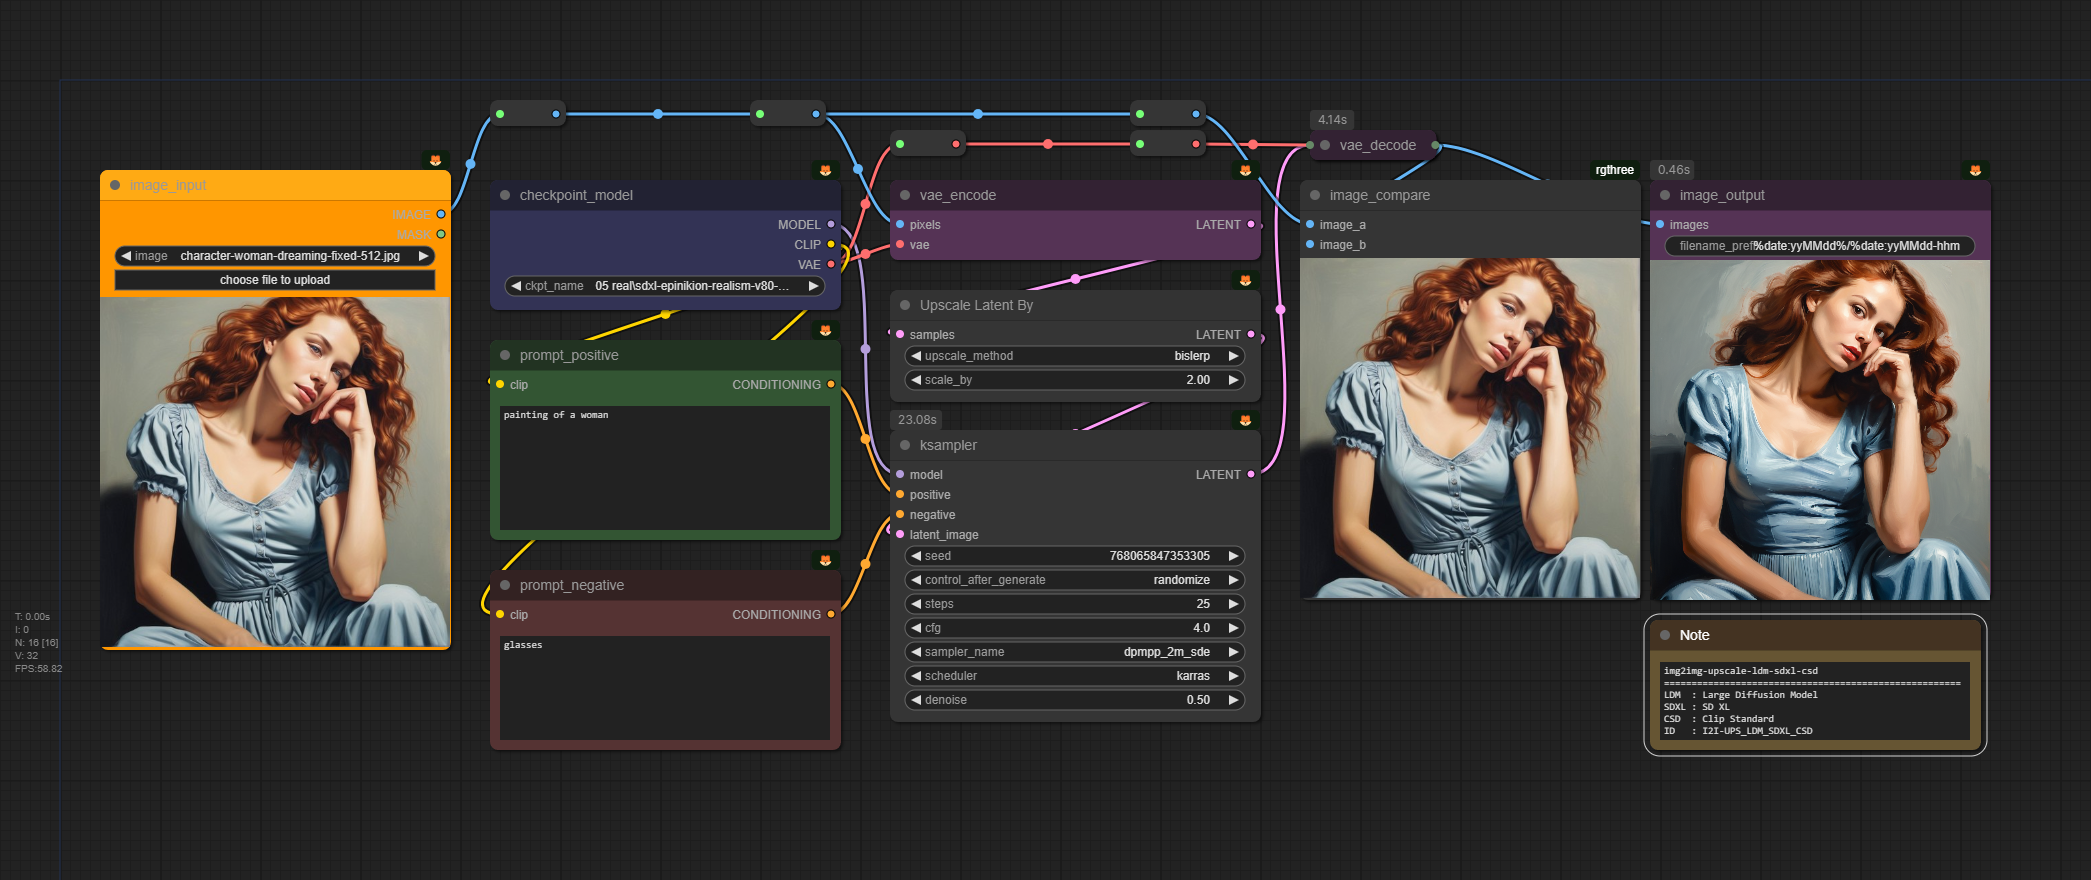 image_input
IMAGE
MASK
image character-woman-dreaming-fixed-512.jpg
choose file to upload
T: 0.00s
I: 0
N: 16 [16]
V: 32
FPS:58.82
checkpoint_model
MODEL
CLIP
VAE
ckpt_name 05 real\sdxl-epinikion-realism-v80-...
prompt_positive
clip CONDITIONING
painting of a woman
prompt_negative
clip CONDITIONING
glasses
vae_encode
pixels LATENT
vae
Upscale Latent By
samples LATENT
upscale_method bislerp
scale_by 2.00
23.08s
ksampler
model LATENT
positive
negative
latent_image
seed 768065847353305
control_after_generate randomize
steps 25
cfg 4.0
sampler_name dpmpp_2m_sde
scheduler karras
denoise 0.50
4.14s
vae_decode
rgthree
image_compare
image_a
image_b
0.46s
image_output
images
filename_pref%date:yyMMdd%/%date:yyMMdd-hhm
Note
img2img-upscale-ldm-sdxl-csd
======================================================
LDM : Large Diffusion Model
SDXL : SD XL
CSD : Clip Standard
ID : I2I-UPS_LDM_SDXL_CSD